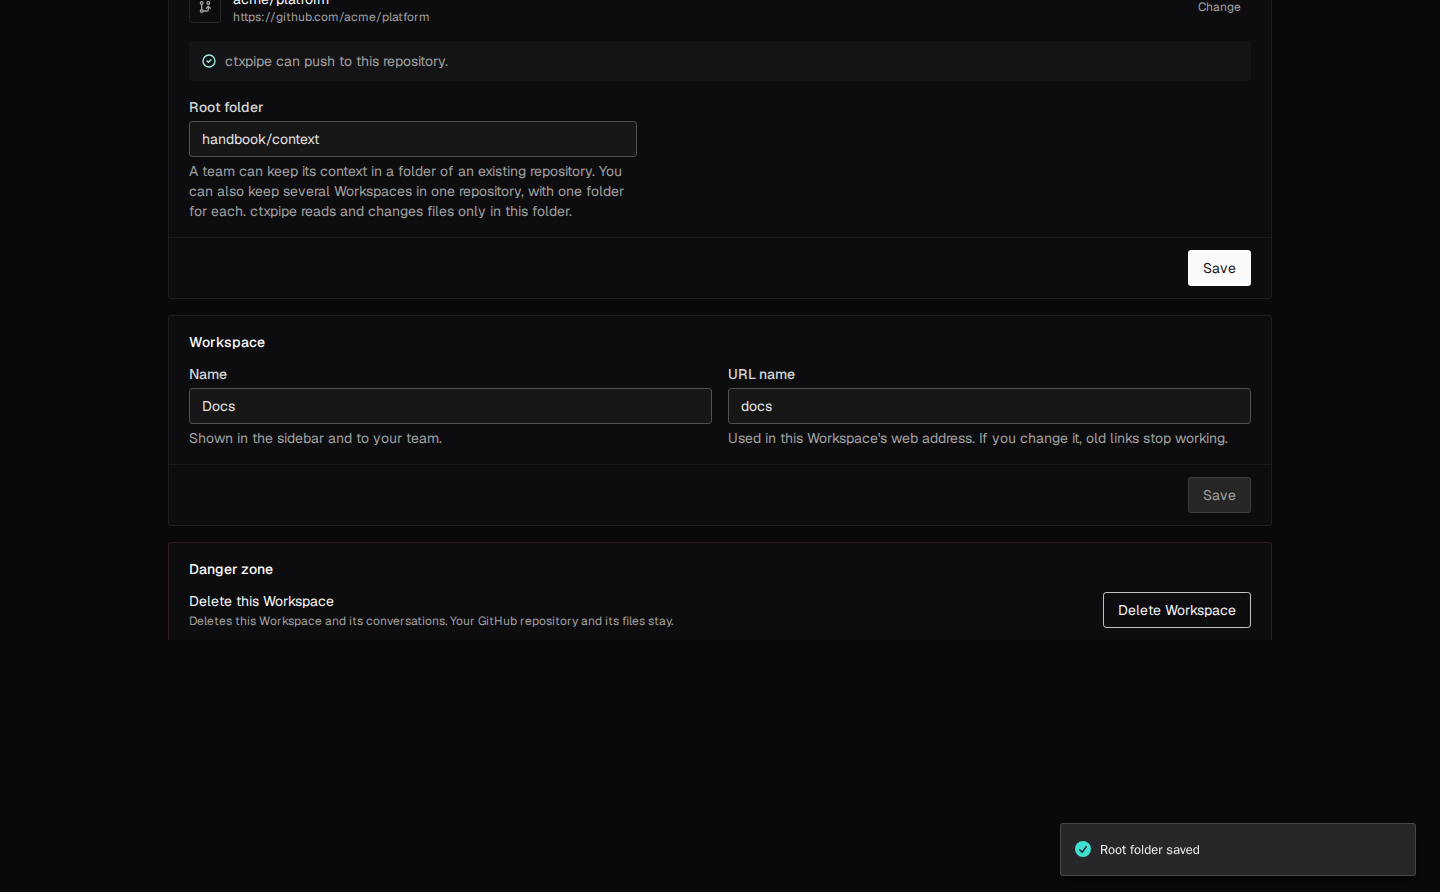 acme/platform
https://github.com/acme/platform
Change
ctxpipe can push to this repository.
Root folder
handbook/context
A team can keep its context in a folder of an existing repository. You
can also keep several Workspaces in one repository, with one folder
for each. ctxpipe reads and changes files only in this folder.
Save
Workspace
Name
URL name
Docs
docs
Shown in the sidebar and to your team.
Used in this Workspace's web address. If you change it, old links stop working.
Save
Danger zone
Delete this Workspace
Deletes this Workspace and its conversations. Your GitHub repository and its files stay.
Delete Workspace
Root folder saved